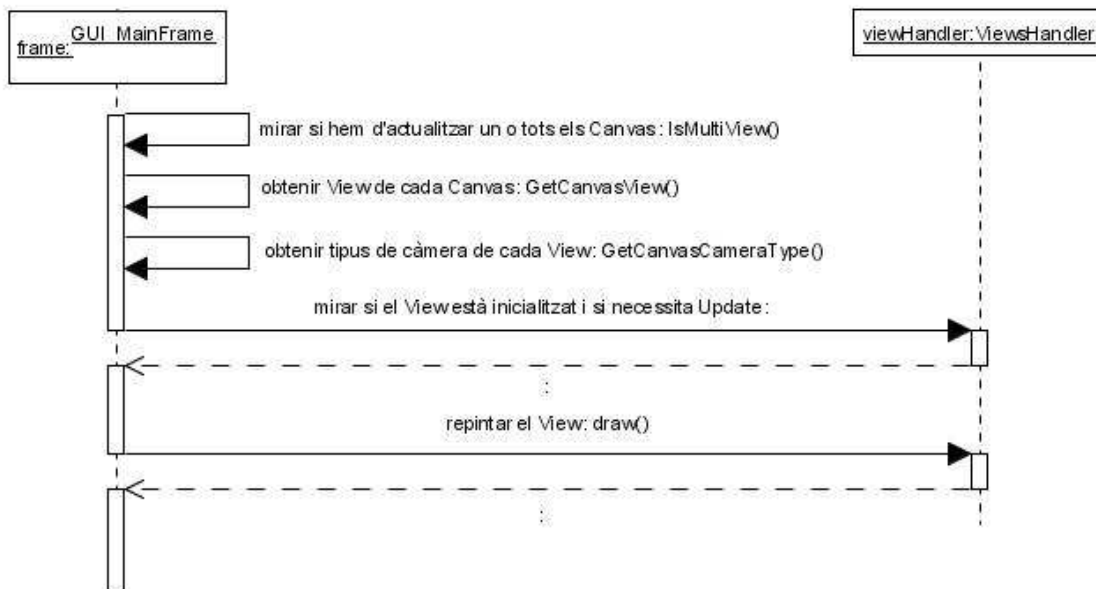 GUI_MainFrame
frame:
viewHandler:ViewsHandler
mirar si hem d'actualitzar un o tots els Canvas: IsMultiView()
obtenir View de cada Canvas: GetCanvasView()
obtenir tipus de càmera de cada View: GetCanvasCameraType()
mirar si el View està inicialitzat i si necessita Update:
:
repintar el View: draw()
: